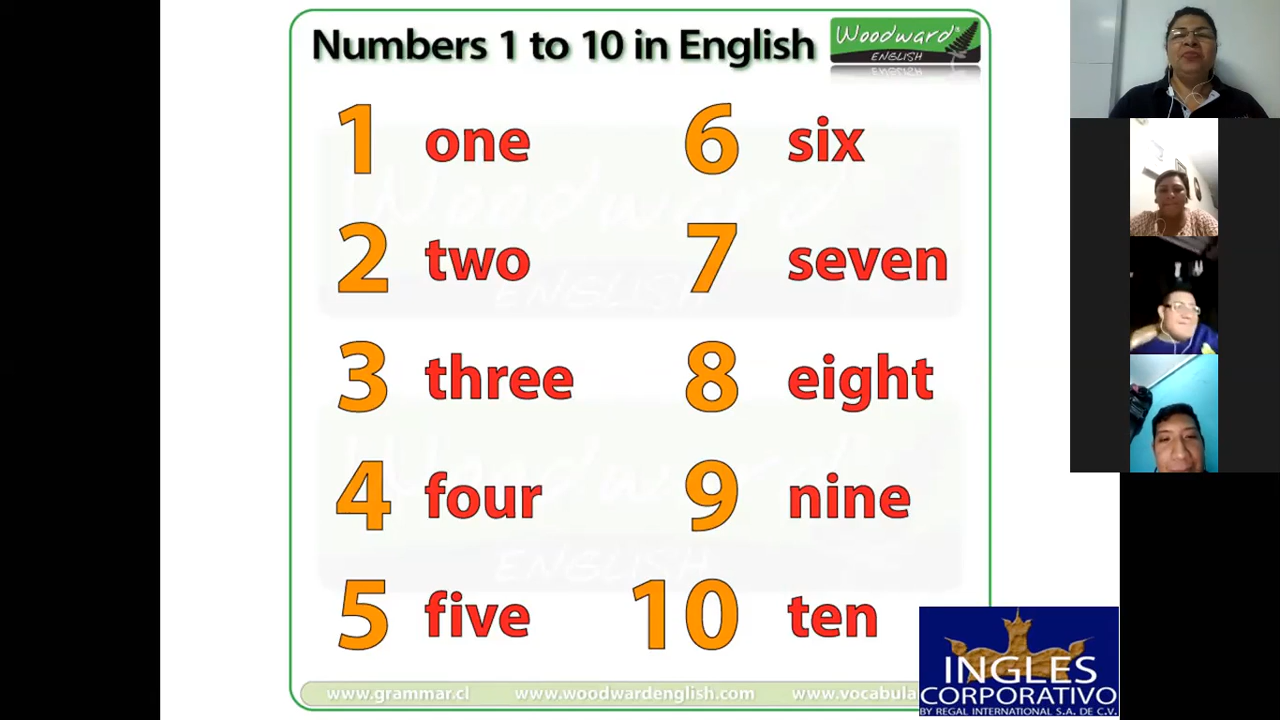 Numbers 1 to 10 in English
Woodward
ENGLISH
1 one
2 two
3 three
4 four
5 five
6 six
7 seven
8 eight
9 nine
10 ten
www.grammar.cl www.woodwardenglish.com
INGLES
CORPORATIVO
BY REGAL INTERNATIONAL S.A. DE C.V.